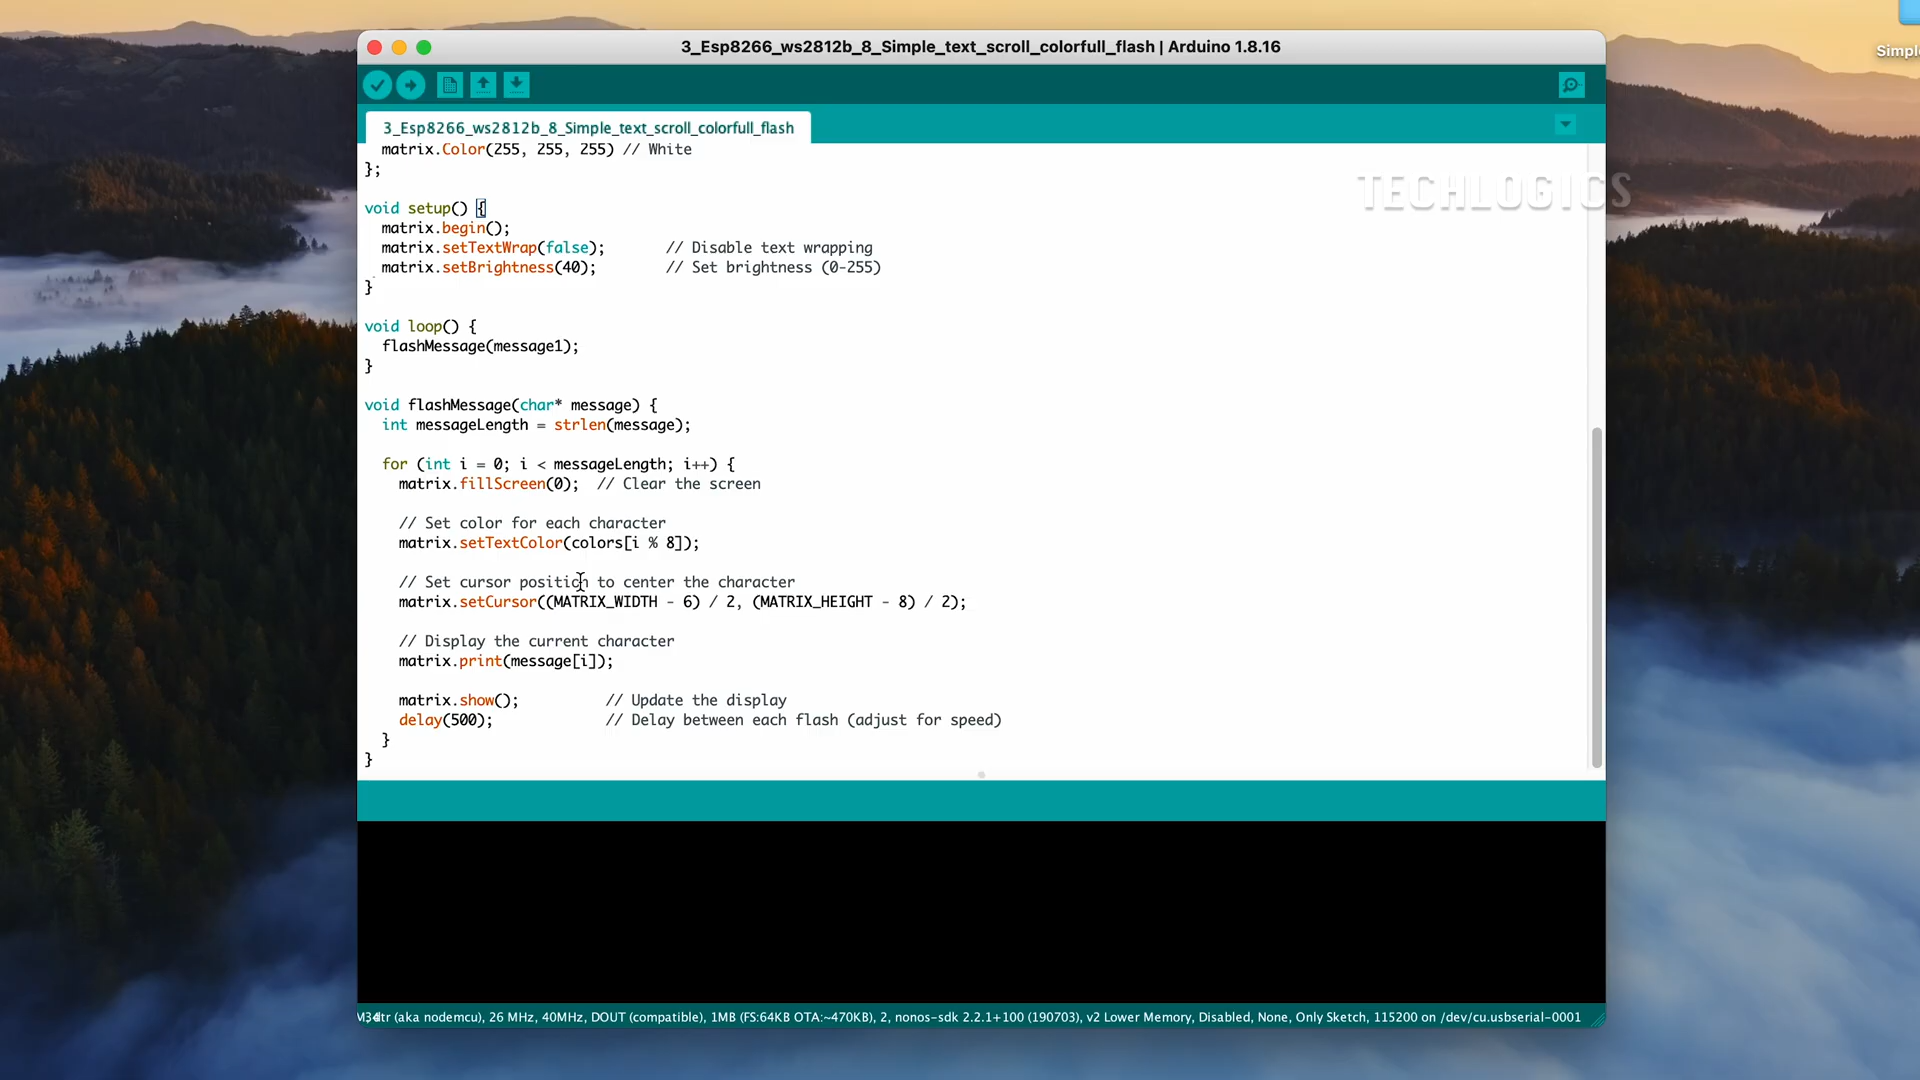 Simple
3_Esp8266_ws2812b_8_Simple_text_scroll_colorfull_flash | Arduino 1.8.16
3_Esp8266_ws2812b_8_Simple_text_scroll_colorfull_flash
matrix.Color(255, 255, 255) // White
};
TECHLOGICS
void setup() {
matrix.begin();
matrix.setTextWrap(false); // Disable text wrapping
matrix.setBrightness(40); // Set brightness (0-255)
}
void loop() {
flashMessage(message1);
}
void flashMessage(char* message) {
int messageLength = strlen(message);
for (int i = 0; i < messageLength; i++) {
matrix.fillScreen(0); // Clear the screen
// Set color for each character
matrix.setTextColor(colors[i % 8]);
// Set cursor position to center the character
matrix.setCursor((MATRIX_WIDTH - 6) / 2, (MATRIX_HEIGHT - 8) / 2);
// Display the current character
matrix.print(message[i]);
matrix.show(); // Update the display
delay(500); // Delay between each flash (adjust for speed)
}
}
(aka nodemcu), 26 MHz, 40MHz, DOUT (compatible), 1MB (FS:64KB OTA:~470KB), 2, nonos-sdk 2.2.1+100 (190703), v2 Lower Memory, Disabled, None, Only Sketch, 115200 on /dev/cu.usbserial-0001